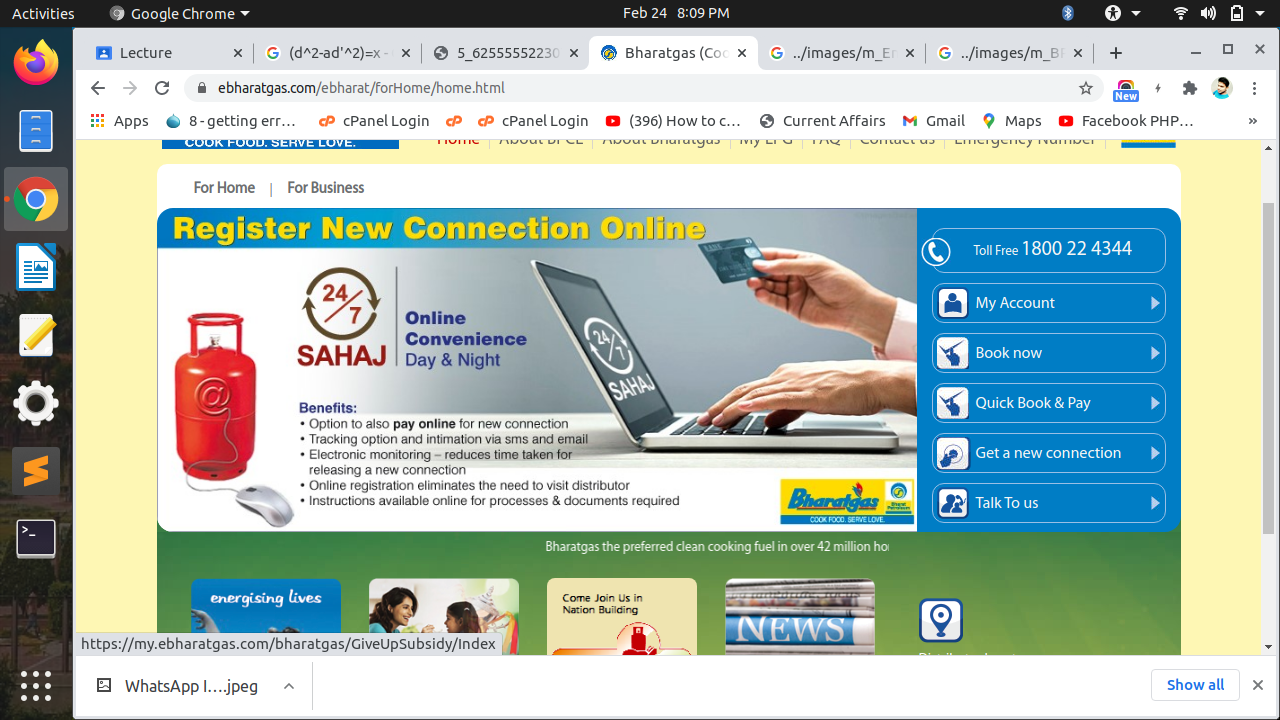 Activities
Google Chrome
Feb 24 8:09 PM
Lecture
(d^2-ad'^2)=x -
5_62555552230
Bharatgas (Coo
../images/m_Er
../images/m_BF
ebharatgas.com/ebharat/forHome/home.html
New
Apps
8 - getting err…
cPanel Login
cPanel Login
(396) How to c…
Current Affairs
Gmail
Maps
Facebook PHP…
»
COOK FOOD. SERVE LOVE.
Home
About BPCL
About Bharatgas
My LPG
FAQ
Contact us
Emergency Number
For Home | For Business
Register New Connection Online
24/7
SAHAJ
Online
Convenience
Day & Night
24/7
SAHAJ
Benefits:
• Option to also pay online for new connection
• Tracking option and intimation via sms and email
• Electronic monitoring – reduces time taken for
releasing a new connection
• Online registration eliminates the need to visit distributor
• Instructions available online for processes & documents required
@
Bharatgas
Bharat Petroleum
COOK FOOD. SERVE LOVE.
Toll Free 1800 22 4344
My Account
Book now
Quick Book & Pay
Get a new connection
Talk To us
Bharatgas the preferred clean cooking fuel in over 42 million ho
energising lives
Come Join Us in
Nation Building
NEWS
https://my.ebharatgas.com/bharatgas/GiveUpSubsidy/Index
WhatsApp I….jpeg
Show all